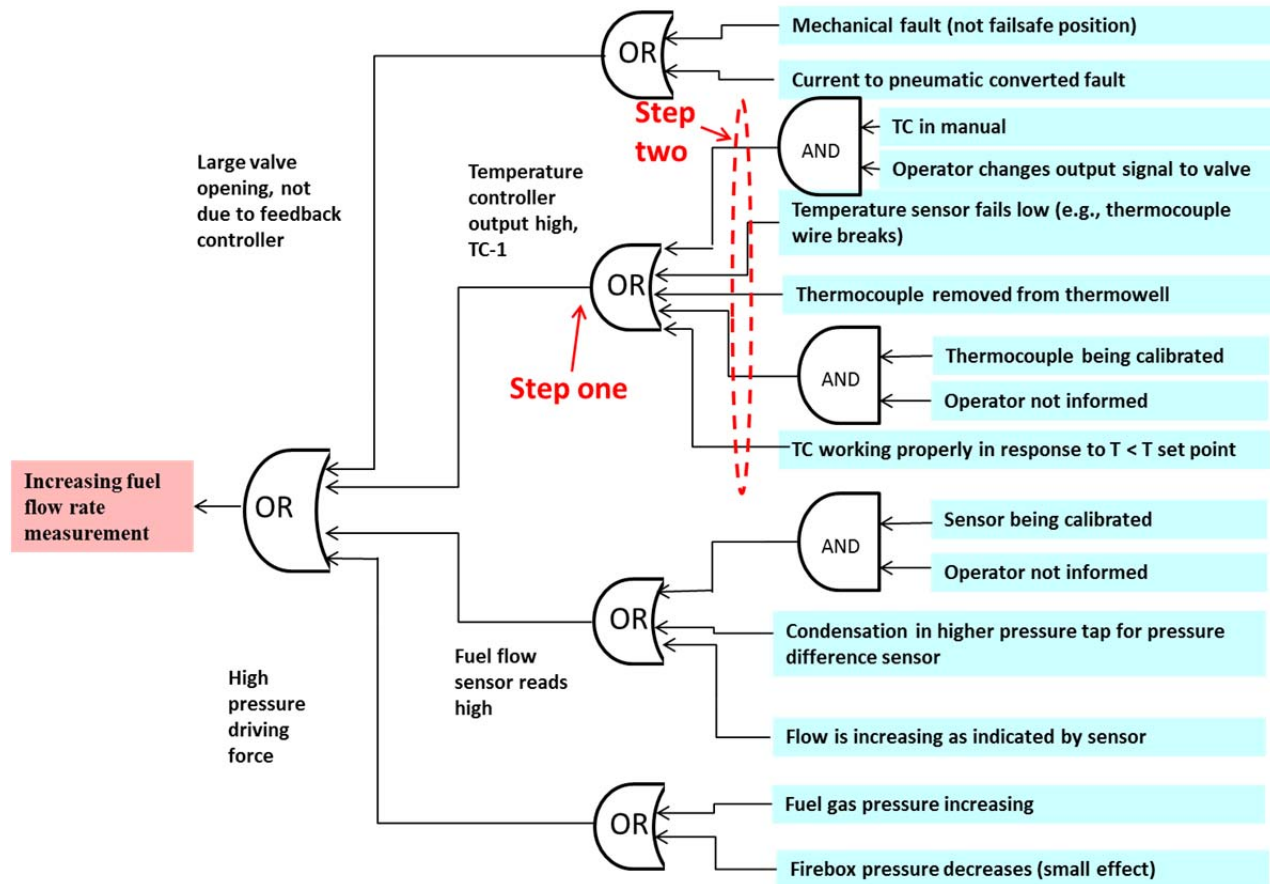 Mechanical fault (not failsafe position)
OR
Current to pneumatic converted fault
Step
two
TC in manual
AND
Operator changes output signal to valve
Large valve
opening, not
due to feedback
controller
Temperature
controller
output high,
TC-1
Temperature sensor fails low (e.g., thermocouple
wire breaks)
OR
Thermocouple removed from thermowell
Step one
Thermocouple being calibrated
AND
Operator not informed
TC working properly in response to T < T set point
Increasing fuel
flow rate
measurement
OR
Sensor being calibrated
AND
Operator not informed
OR
Condensation in higher pressure tap for pressure
difference sensor
Fuel flow
sensor reads
high
High
pressure
driving
force
Flow is increasing as indicated by sensor
Fuel gas pressure increasing
OR
Firebox pressure decreases (small effect)